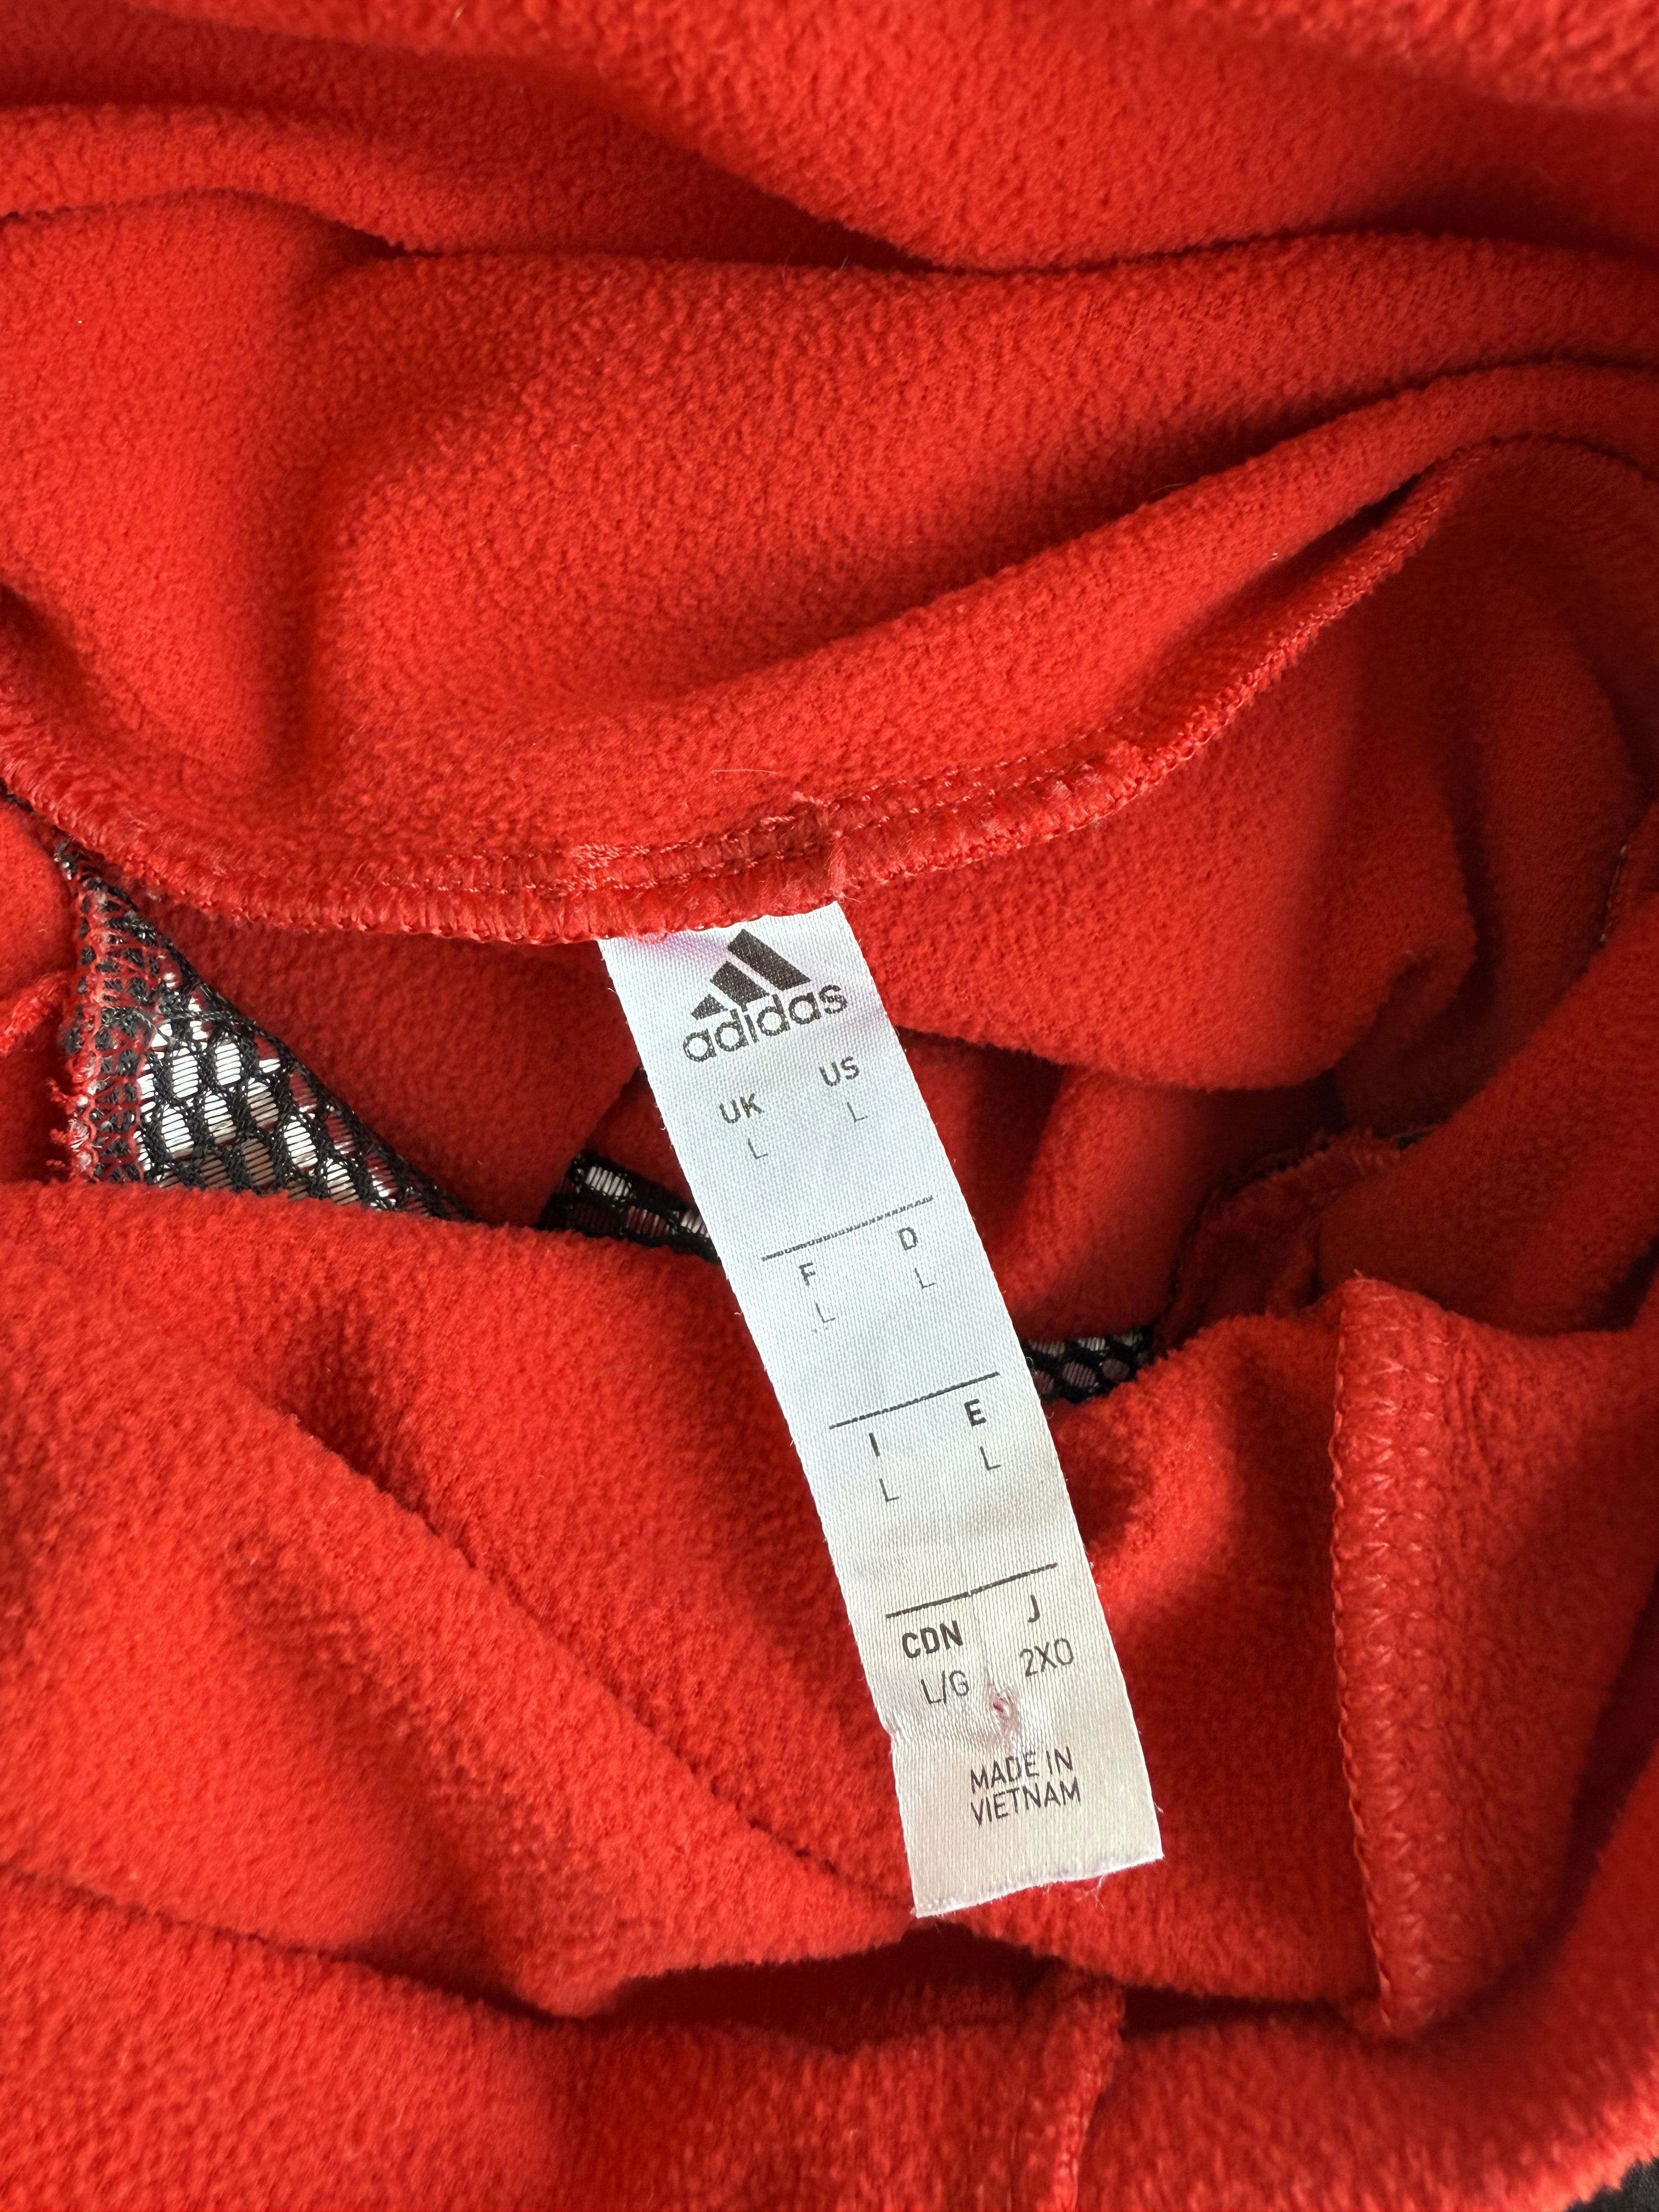 adidas
UK US
L L
F D
L L
I E
L L
CDN J
L/G 2XO
MADE IN
VIETNAM